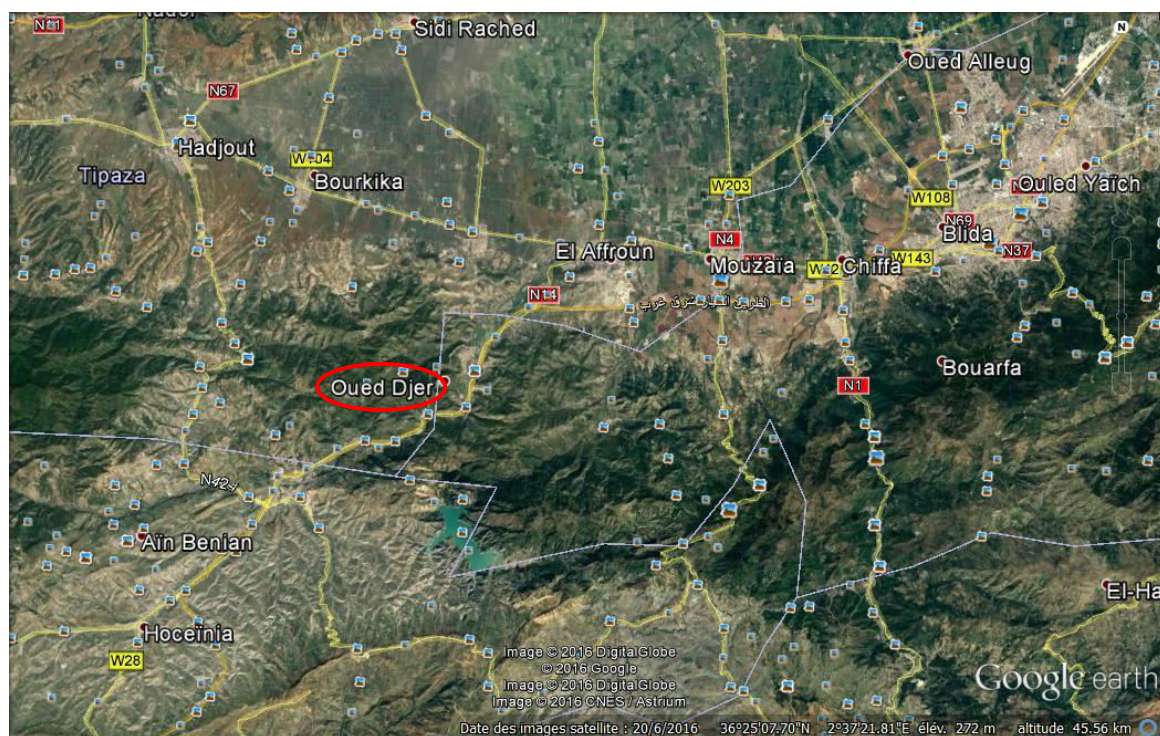 N11
Sidi Rached
N
Oued Alleug
N67
Hadjout
W104
Bourkika
Tipaza
W203
W108
Ouled Yaïch
N69
Blida
N4
N37
El Affroun
Mouzaïa
Chiffa
W143
N14
Oued Djer
Bouarfa
N1
Aïn Benian
Hoceïnia
W28
El-Ha
Image © 2016 DigitalGlobe
© 2016 Google
Image © 2016 DigitalGlobe
Image © 2016 CNES / Astrium
Google earth
Date des images satellite : 20/6/2016 36°25'07.70"N 2°37'21.81"E élév. 272 m altitude 45.56 km